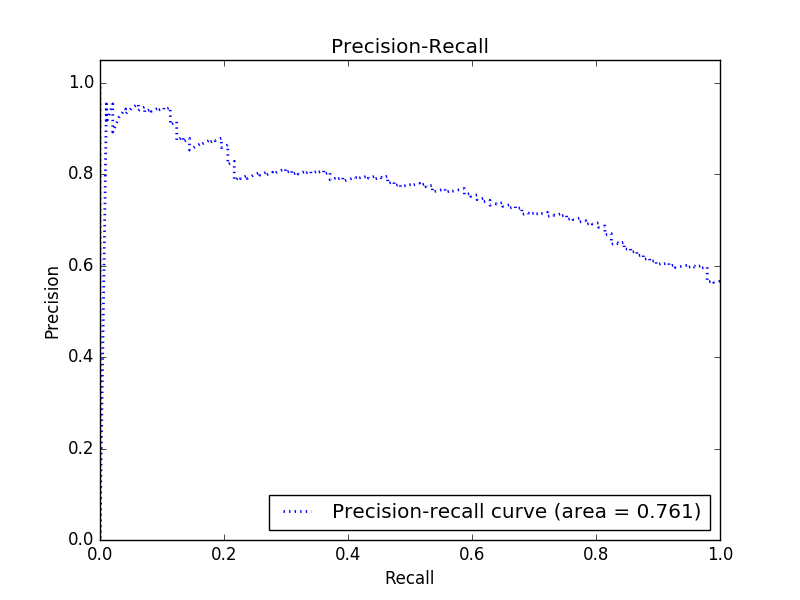 Precision-Recall
1.0
0.8
0.6
0.4
0.2
0.0
Precision
0.0 0.2 0.4 0.6 0.8 1.0
Recall
Precision-recall curve (area = 0.761)